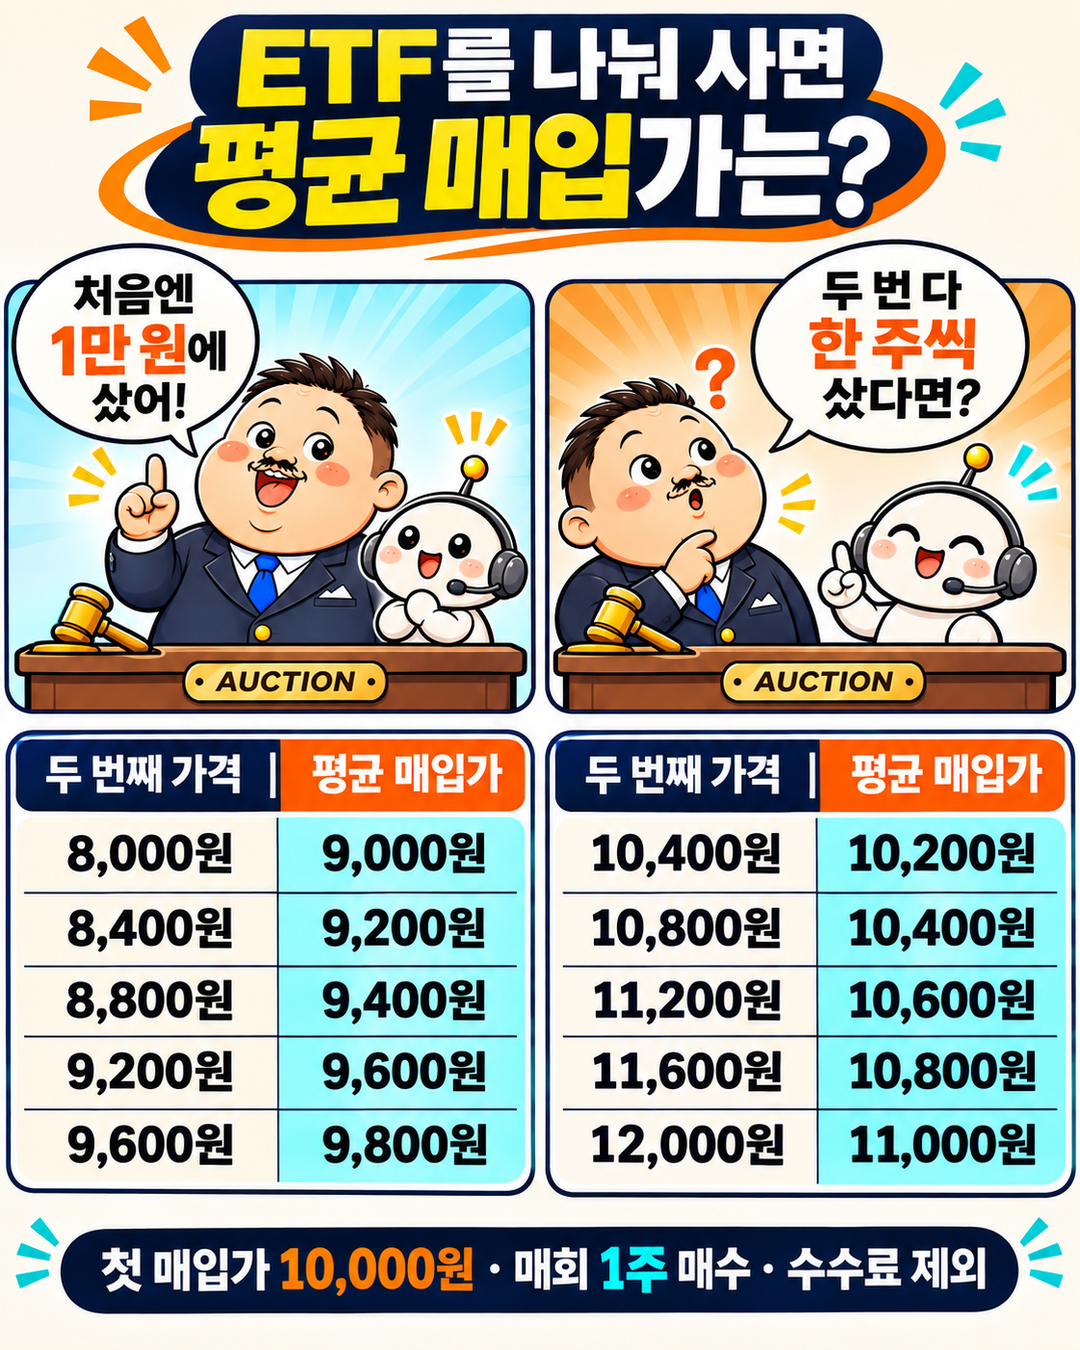 ETF를 나눠 사면
평균 매입가는?
처음엔
1만 원에
샀어!
두 번 다
한 주씩
샀다면?
?
• AUCTION •
• AUCTION •
두 번째 가격 | 평균 매입가
8,000원 9,000원
8,400원 9,200원
8,800원 9,400원
9,200원 9,600원
9,600원 9,800원
두 번째 가격 | 평균 매입가
10,400원 10,200원
10,800원 10,400원
11,200원 10,600원
11,600원 10,800원
12,000원 11,000원
첫 매입가 10,000원 · 매회 1주 매수 · 수수료 제외